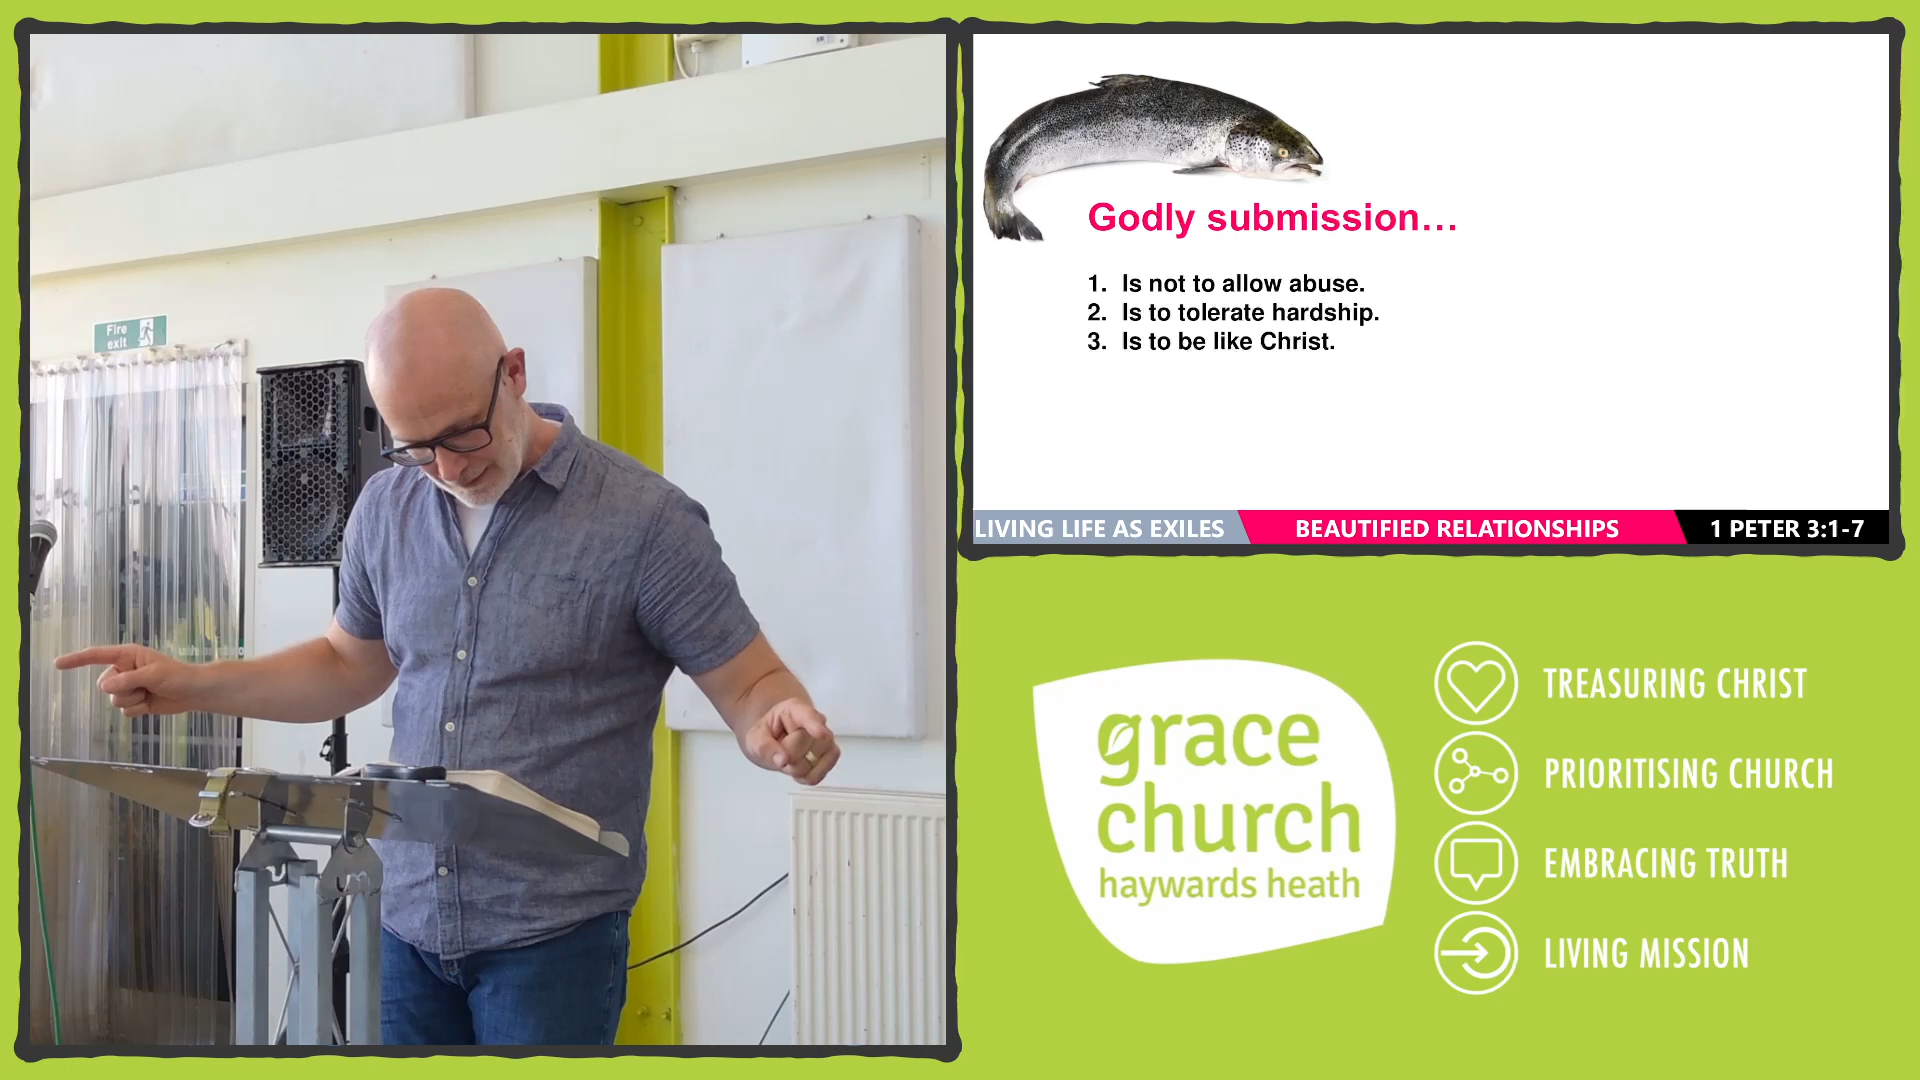 Fire
exit
Godly submission…
1. Is not to allow abuse.
2. Is to tolerate hardship.
3. Is to be like Christ.
LIVING LIFE AS EXILES
BEAUTIFIED RELATIONSHIPS
1 PETER 3:1-7
grace
church
haywards heath
TREASURING CHRIST
PRIORITISING CHURCH
EMBRACING TRUTH
LIVING MISSION